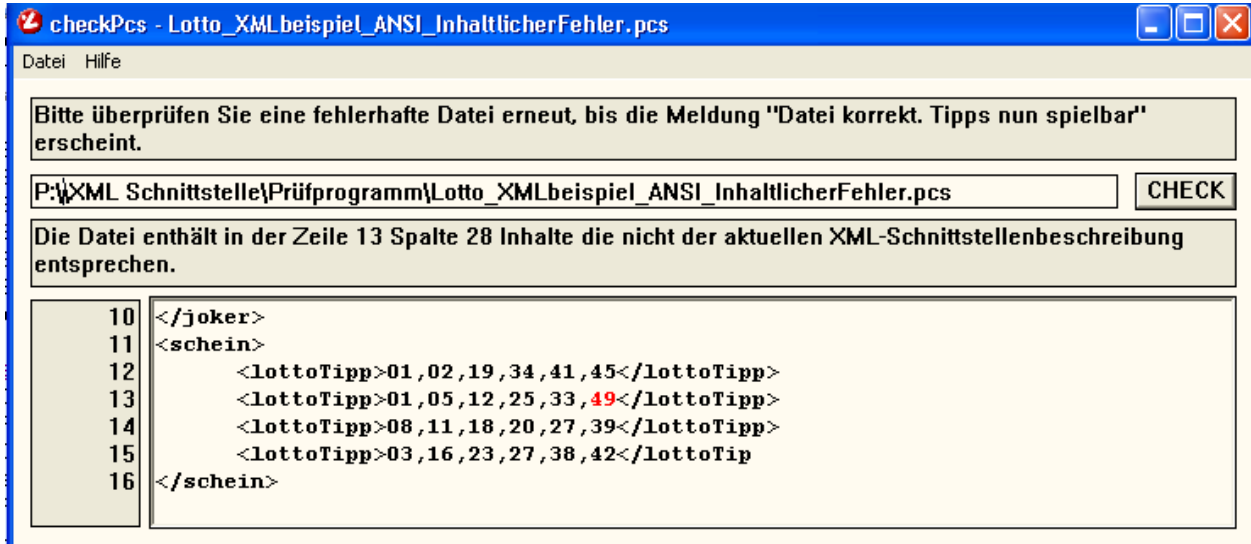 checkPcs - Lotto_XMLbeispiel_ANSI_InhaltlicherFehler.pcs
Datei Hilfe
Bitte überprüfen Sie eine fehlerhafte Datei erneut, bis die Meldung "Datei korrekt. Tipps nun spielbar"
erscheint.
P:\XML Schnittstelle\Prüfprogramm\Lotto_XMLbeispiel_ANSI_InhaltlicherFehler.pcs CHECK
Die Datei enthält in der Zeile 13 Spalte 28 Inhalte die nicht der aktuellen XML-Schnittstellenbeschreibung
entsprechen.
10 </joker>
11 <schein>
12 <lottoTipp>01,02,19,34,41,45</lottoTipp>
13 <lottoTipp>01,05,12,25,33,49</lottoTipp>
14 <lottoTipp>08,11,18,20,27,39</lottoTipp>
15 <lottoTipp>03,16,23,27,38,42</lottoTip
16 </schein>